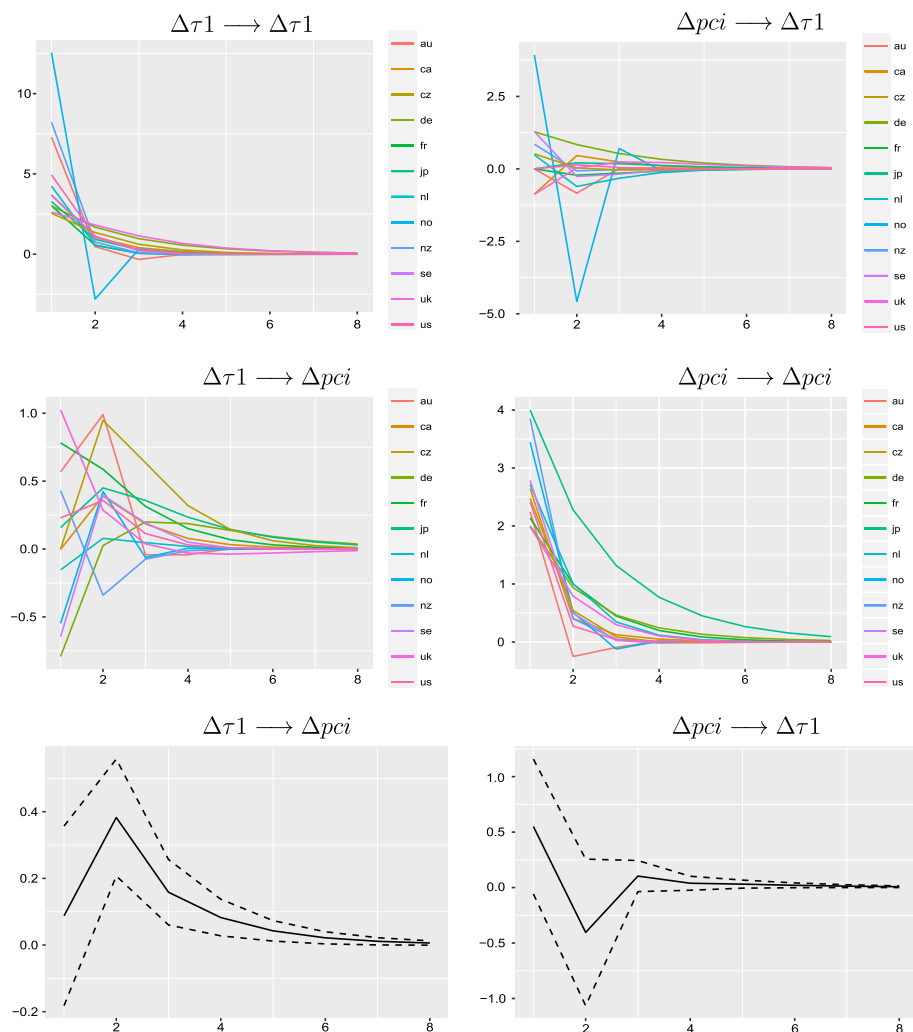 Δτ1 ⟶ Δτ1
Δpci ⟶ Δτ1
10
5
0
2
4
6
8
au
ca
cz
de
fr
jp
nl
no
nz
se
uk
us
2.5
0.0
−2.5
−5.0
2
4
6
8
au
ca
cz
de
fr
jp
nl
no
nz
se
uk
us
Δτ1 ⟶ Δpci
Δpci ⟶ Δpci
1.0
0.5
0.0
−0.5
2
4
6
8
au
ca
cz
de
fr
jp
nl
no
nz
se
uk
us
4
3
2
1
0
2
4
6
8
au
ca
cz
de
fr
jp
nl
no
nz
se
uk
us
Δτ1 ⟶ Δpci
Δpci ⟶ Δτ1
0.4
0.2
0.0
−0.2
2
4
6
8
1.0
0.5
0.0
−0.5
−1.0
2
4
6
8